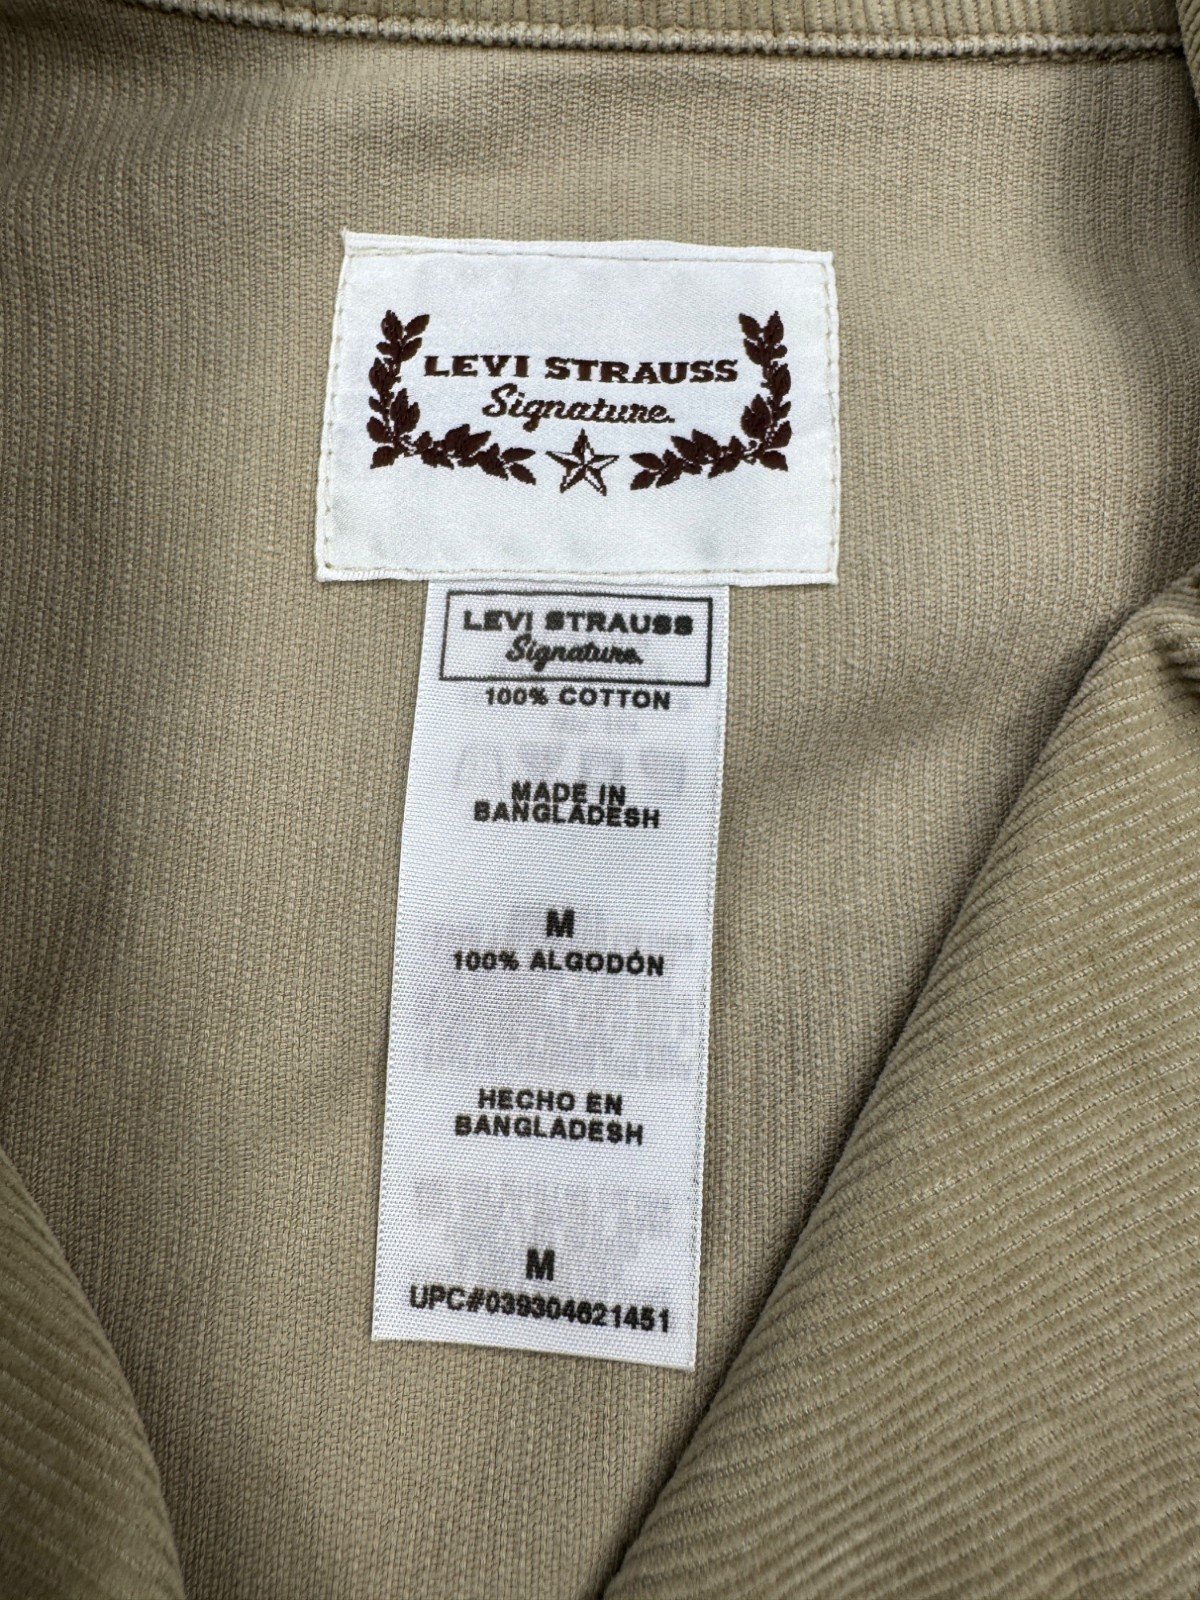 LEVI STRAUSS
Signature.
LEVI STRAUSS
Signature.
100% COTTON
MADE IN
BANGLADESH
M
100% ALGODÓN
HECHO EN
BANGLADESH
M
UPC#039304621451